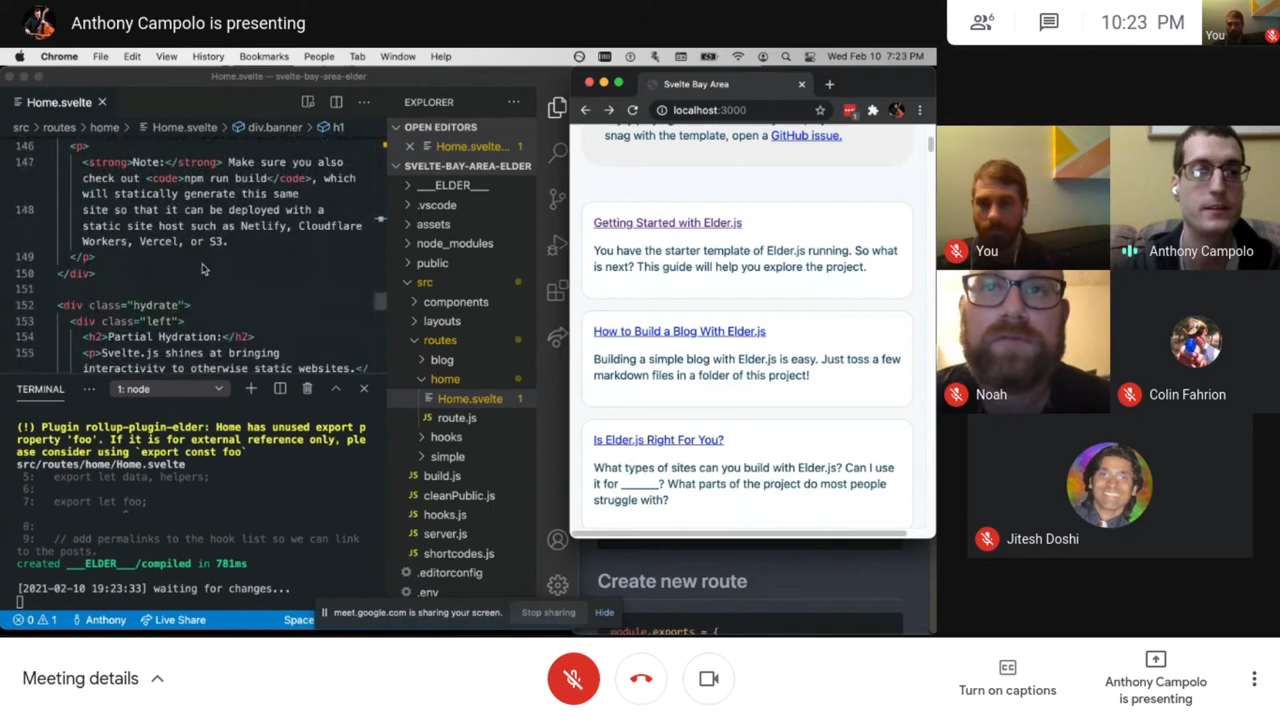 Anthony Campolo is presenting
6
10:23 PM
You
Chrome File Edit View History Bookmarks People Tab Window Help
Wed Feb 10 7:23 PM
Home.svelte — svelte-bay-area-elder
Home.svelte
src > routes > home > Home.svelte > div.banner > h1
146 <p>
147 <strong>Note:</strong> Make sure you also
check out <code>npm run build</code>, which
will statically generate this same
148 site so that it can be deployed with a
static site host such as Netlify, Cloudflare
Workers, Vercel, or S3.
149 </p>
150 </div>
151
152 <div class="hydrate">
153 <div class="left">
154 <h2>Partial Hydration:</h2>
155 <p>Svelte.js shines at bringing
interactivity to otherwise static websites.</
TERMINAL
1: node
(!) Plugin rollup-plugin-elder: Home has unused export p
roperty 'foo'. If it is for external reference only, ple
ase consider using `export const foo`
src/routes/home/Home.svelte
5: export let data, helpers;
6:
7: export let foo;
^
8:
9: // add permalinks to the hook list so we can link
to the posts.
created ___ELDER___/compiled in 781ms
[2021-02-10 19:23:33] waiting for changes...
0 1 Anthony Live Share Space
EXPLORER
OPEN EDITORS
Home.svelte... 1
SVELTE-BAY-AREA-ELDER
___ELDER___
.vscode
assets
node_modules
public
src
components
layouts
routes
blog
home
Home.svelte 1
route.js
hooks
simple
build.js
cleanPublic.js
hooks.js
server.js
shortcodes.js
.editorconfig
.env
meet.google.com is sharing your screen.
Stop sharing
Hide
Svelte Bay Area
localhost:3000
1
snag with the template, open a GitHub issue.
Getting Started with Elder.js
You have the starter template of Elder.js running. So what
is next? This guide will help you explore the project.
How to Build a Blog With Elder.js
Building a simple blog with Elder.js is easy. Just toss a few
markdown files in a folder of this project!
Is Elder.js Right For You?
What types of sites can you build with Elder.js? Can I use
it for ______? What parts of the project do most people
struggle with?
Create new route
module.exports = {
You
Anthony Campolo
Noah
Colin Fahrion
Jitesh Doshi
Meeting details
Turn on captions
Anthony Campolo
is presenting